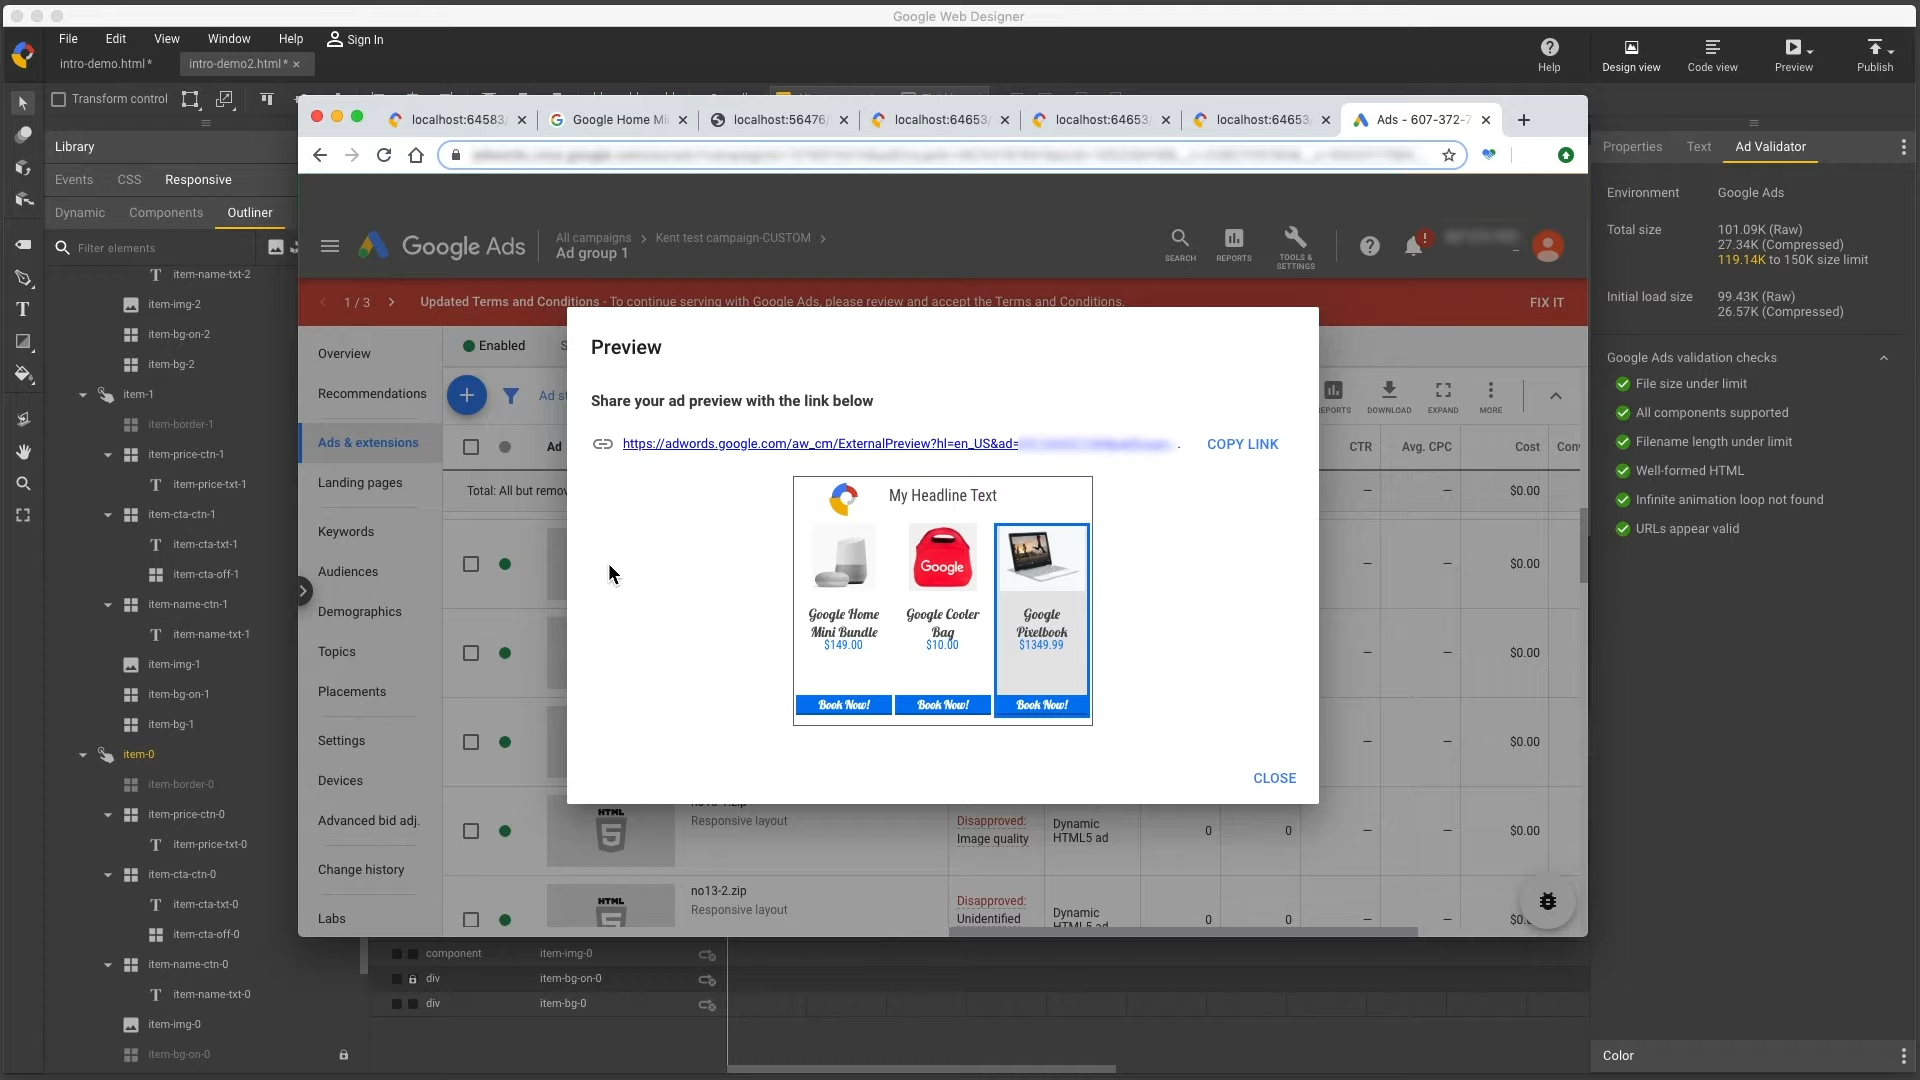 Google Web Designer
File Edit View Window Help Sign In
intro-demo.html*
intro-demo2.html* ×
Help
Design view
Code view
Preview
Publish
Transform control
Library
Events CSS Responsive
Dynamic Components Outliner
Filter elements
item-name-txt-2
item-img-2
item-bg-on-2
item-bg-2
item-1
item-border-1
item-price-ctn-1
item-price-txt-1
item-cta-ctn-1
item-cta-txt-1
item-cta-off-1
item-name-ctn-1
item-name-txt-1
item-img-1
item-bg-on-1
item-bg-1
item-0
item-border-0
item-price-ctn-0
item-price-txt-0
item-cta-ctn-0
item-cta-txt-0
item-cta-off-0
item-name-ctn-0
item-name-txt-0
item-img-0
item-bg-on-0
localhost:64583/
Google Home Mi
localhost:56476/
localhost:64653/
localhost:64653/
localhost:64653/
Ads - 607-372-7
Google Ads
All campaigns > Kent test campaign-CUSTOM >
Ad group 1
SEARCH
REPORTS
TOOLS &
SETTINGS
1 / 3
Updated Terms and Conditions - To continue serving with Google Ads, please review and accept the Terms and Conditions.
FIX IT
Overview
Recommendations
Ads & extensions
Landing pages
Keywords
Audiences
Demographics
Topics
Placements
Settings
Devices
Advanced bid adj.
Change history
Labs
Enabled
Ad
Total: All but remov
EPORTS
DOWNLOAD
EXPAND
MORE
CTR
Avg. CPC
Cost
Conv
— — $0.00
— — $0.00
— — $0.00
— — $0.00
Preview
Share your ad preview with the link below
https://adwords.google.com/aw_cm/ExternalPreview?hl=en_US&ad=
COPY LINK
My Headline Text
Google
Google Home
Mini Bundle
$149.00
Book Now!
Google Cooler
Bag
$10.00
Book Now!
Google
Pixelbook
$1349.99
Book Now!
CLOSE
HTML
5
Responsive layout
Disapproved:
Image quality
Dynamic
HTML5 ad
0 0 — — $0.00
HTML
no13-2.zip
Responsive layout
Disapproved:
Unidentified
Dynamic
HTML5 ad
0 0 — — $0.
component item-img-0
div item-bg-on-0
div item-bg-0
Properties Text Ad Validator
Environment Google Ads
Total size 101.09K (Raw)
27.34K (Compressed)
119.14K to 150K size limit
Initial load size 99.43K (Raw)
26.57K (Compressed)
Google Ads validation checks
File size under limit
All components supported
Filename length under limit
Well-formed HTML
Infinite animation loop not found
URLs appear valid
Color